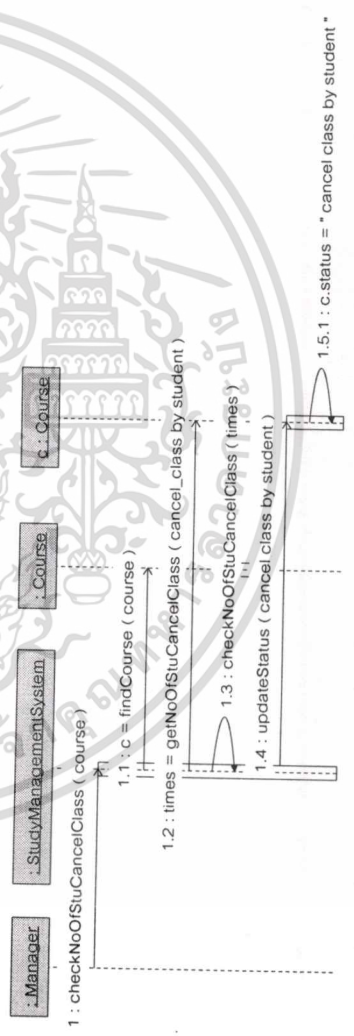 : Manager
: StudyManagementSystem
: Course
c : Course
1 : checkNoOfStuCancelClass ( course )
1.1 : c = findCourse ( course )
1.2 : times = getNoOfStuCancelClass ( cancel_class by student )
1.3 : checkNoOfStuCancelClass ( times )
1.4 : updateStatus ( cancel class by student )
1.5.1 : c.status = " cancel class by student "